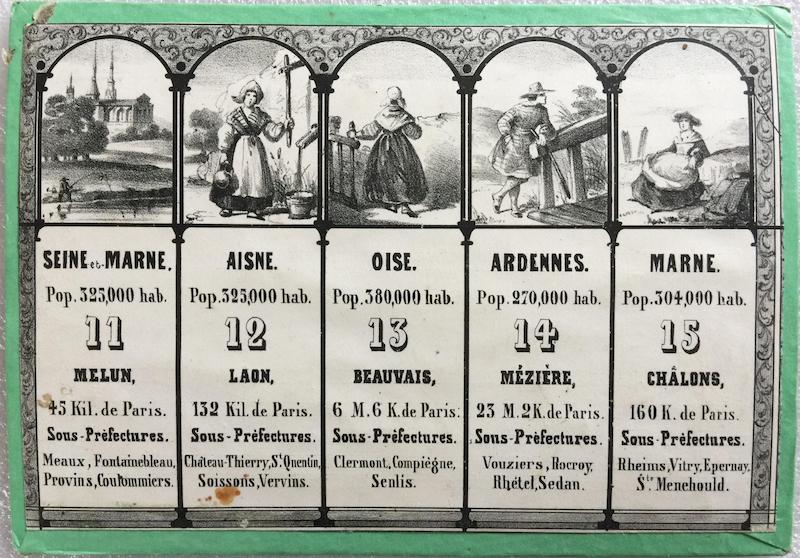 SEINE et MARNE,
Pop. 325,000 hab.
11
MELUN,
45 Kil. de Paris.
Sous-Préfectures.
Meaux, Fontainebleau,
Provins, Coulommiers.
AISNE.
Pop. 325,000 hab.
12
LAON,
132 Kil. de Paris.
Sous-Préfectures.
Château-Thierry, St Quentin,
Soissons, Vervins.
OISE.
Pop. 380,000 hab.
13
BEAUVAIS,
6 M. 6 K. de Paris.
Sous-Préfectures.
Clermont, Compiègne,
Senlis.
ARDENNES.
Pop. 270,000 hab.
14
MÉZIÈRE,
23 M. 2 K. de Paris.
Sous-Préfectures.
Vouziers, Rocroy,
Rhétel, Sedan.
MARNE.
Pop. 304,000 hab.
15
CHÂLONS,
160 K. de Paris.
Sous-Préfectures.
Rheims, Vitry, Epernay,
Ste Menehould.